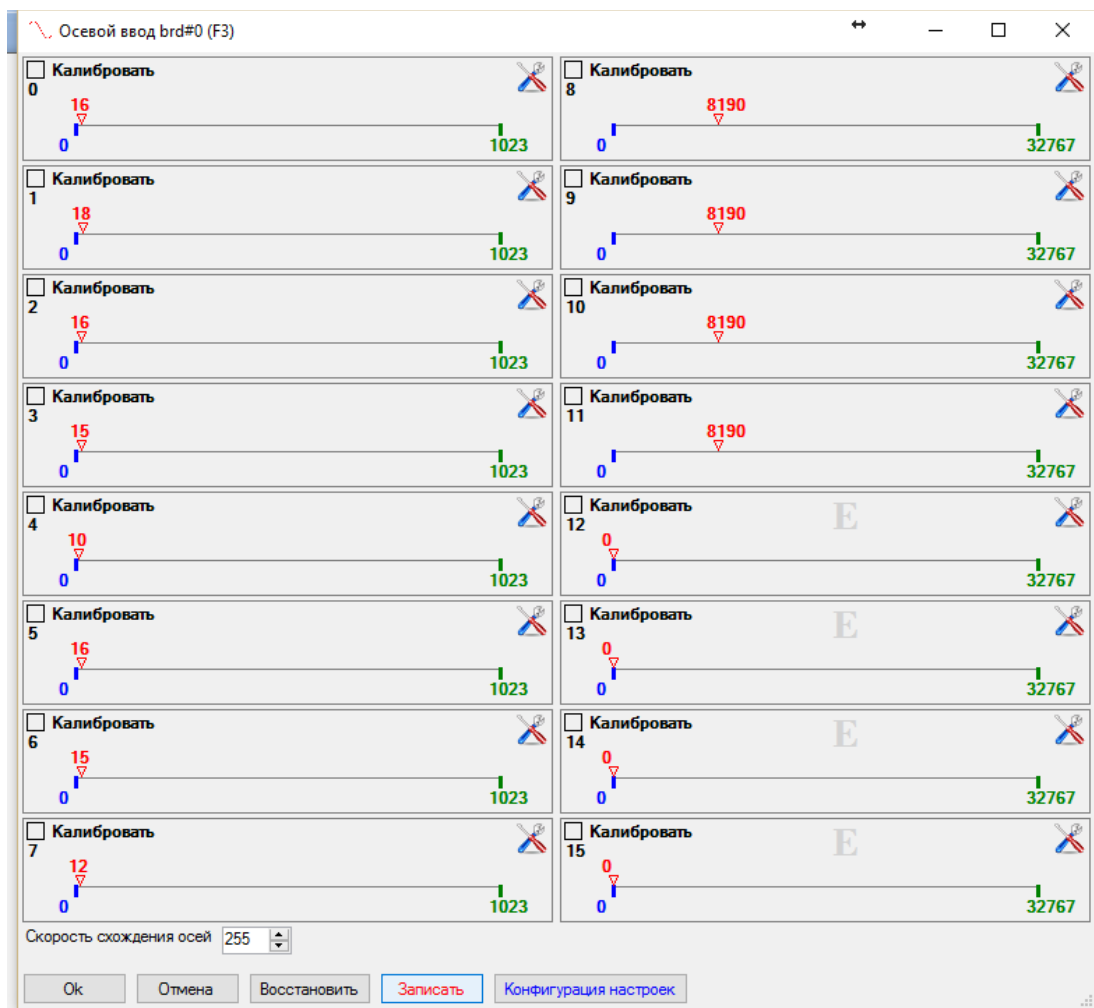 Осевой ввод brd#0 (F3)
Калибровать
0
16
0
1023
Калибровать
1
18
0
1023
Калибровать
2
16
0
1023
Калибровать
3
15
0
1023
Калибровать
4
10
0
1023
Калибровать
5
16
0
1023
Калибровать
6
15
0
1023
Калибровать
7
12
0
1023
Калибровать
8
8190
0
32767
Калибровать
9
8190
0
32767
Калибровать
10
8190
0
32767
Калибровать
11
8190
0
32767
Калибровать
E
12
0
0
32767
Калибровать
E
13
0
0
32767
Калибровать
E
14
0
0
32767
Калибровать
E
15
0
0
32767
Скорость схождения осей 255
Ok Отмена Восстановить Записать Конфигурация настроек